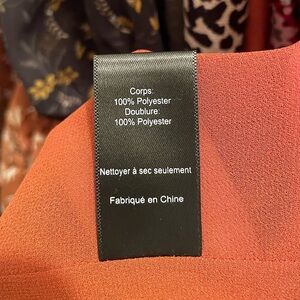 Corps:
100% Polyester
Doublure:
100% Polyester
Nettoyer à sec seulement
Fabriqué en Chine